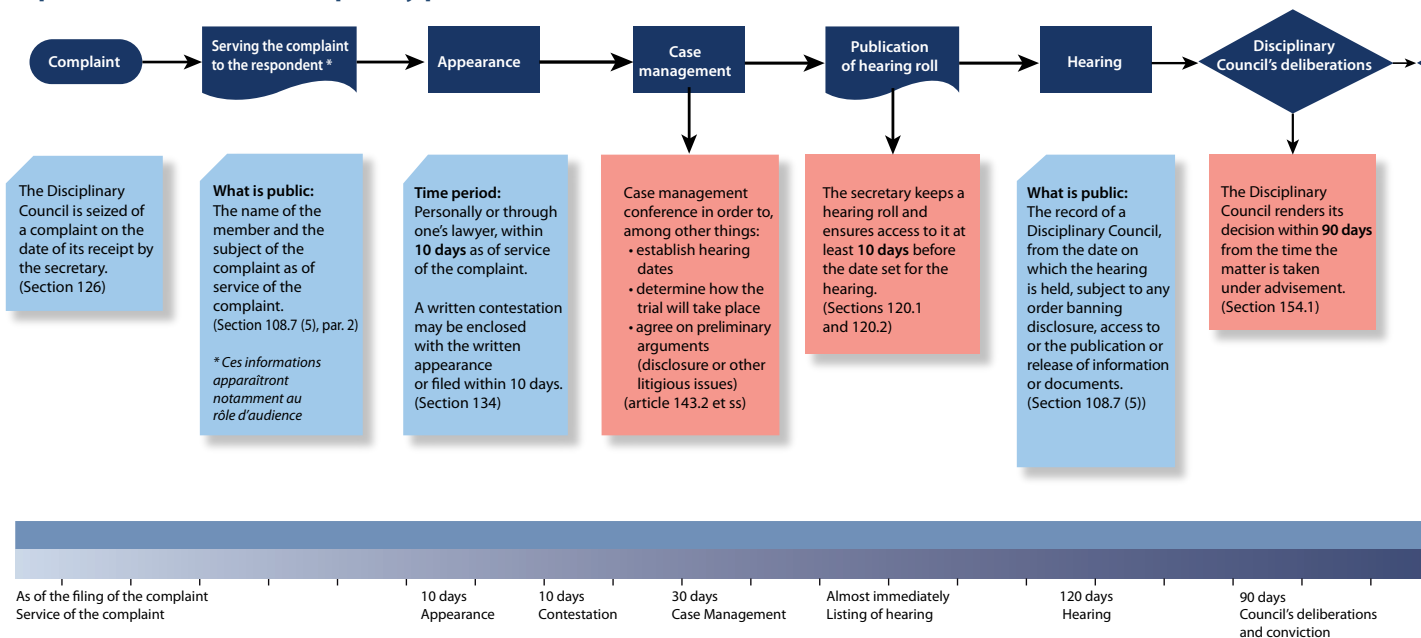 Complaint
Serving the complaint
to the respondent *
Appearance
Case
management
Publication
of hearing roll
Hearing
Disciplinary
Council's deliberations
The Disciplinary
Council is seized of
a complaint on the
date of its receipt by
the secretary.
(Section 126)
What is public:
The name of the
member and the
subject of the
complaint as of
service of the
complaint.
(Section 108.7 (5), par. 2)
* Ces informations
apparaîtront
notamment au
rôle d'audience
Time period:
Personally or through
one's lawyer, within
10 days as of service
of the complaint.
A written contestation
may be enclosed
with the written
appearance
or filed within 10 days.
(Section 134)
Case management
conference in order to,
among other things:
• establish hearing
dates
• determine how the
trial will take place
• agree on preliminary
arguments
(disclosure or other
litigious issues)
(article 143.2 et ss)
The secretary keeps a
hearing roll and
ensures access to it at
least 10 days before
the date set for the
hearing.
(Sections 120.1
and 120.2)
What is public:
The record of a
Disciplinary Council,
from the date on
which the hearing
is held, subject to any
order banning
disclosure, access to
or the publication or
release of information
or documents.
(Section 108.7 (5))
The Disciplinary
Council renders its
decision within 90 days
from the time the
matter is taken
under advisement.
(Section 154.1)
As of the filing of the complaint
Service of the complaint
10 days
Appearance
10 days
Contestation
30 days
Case Management
Almost immediately
Listing of hearing
120 days
Hearing
90 days
Council's deliberations
and conviction